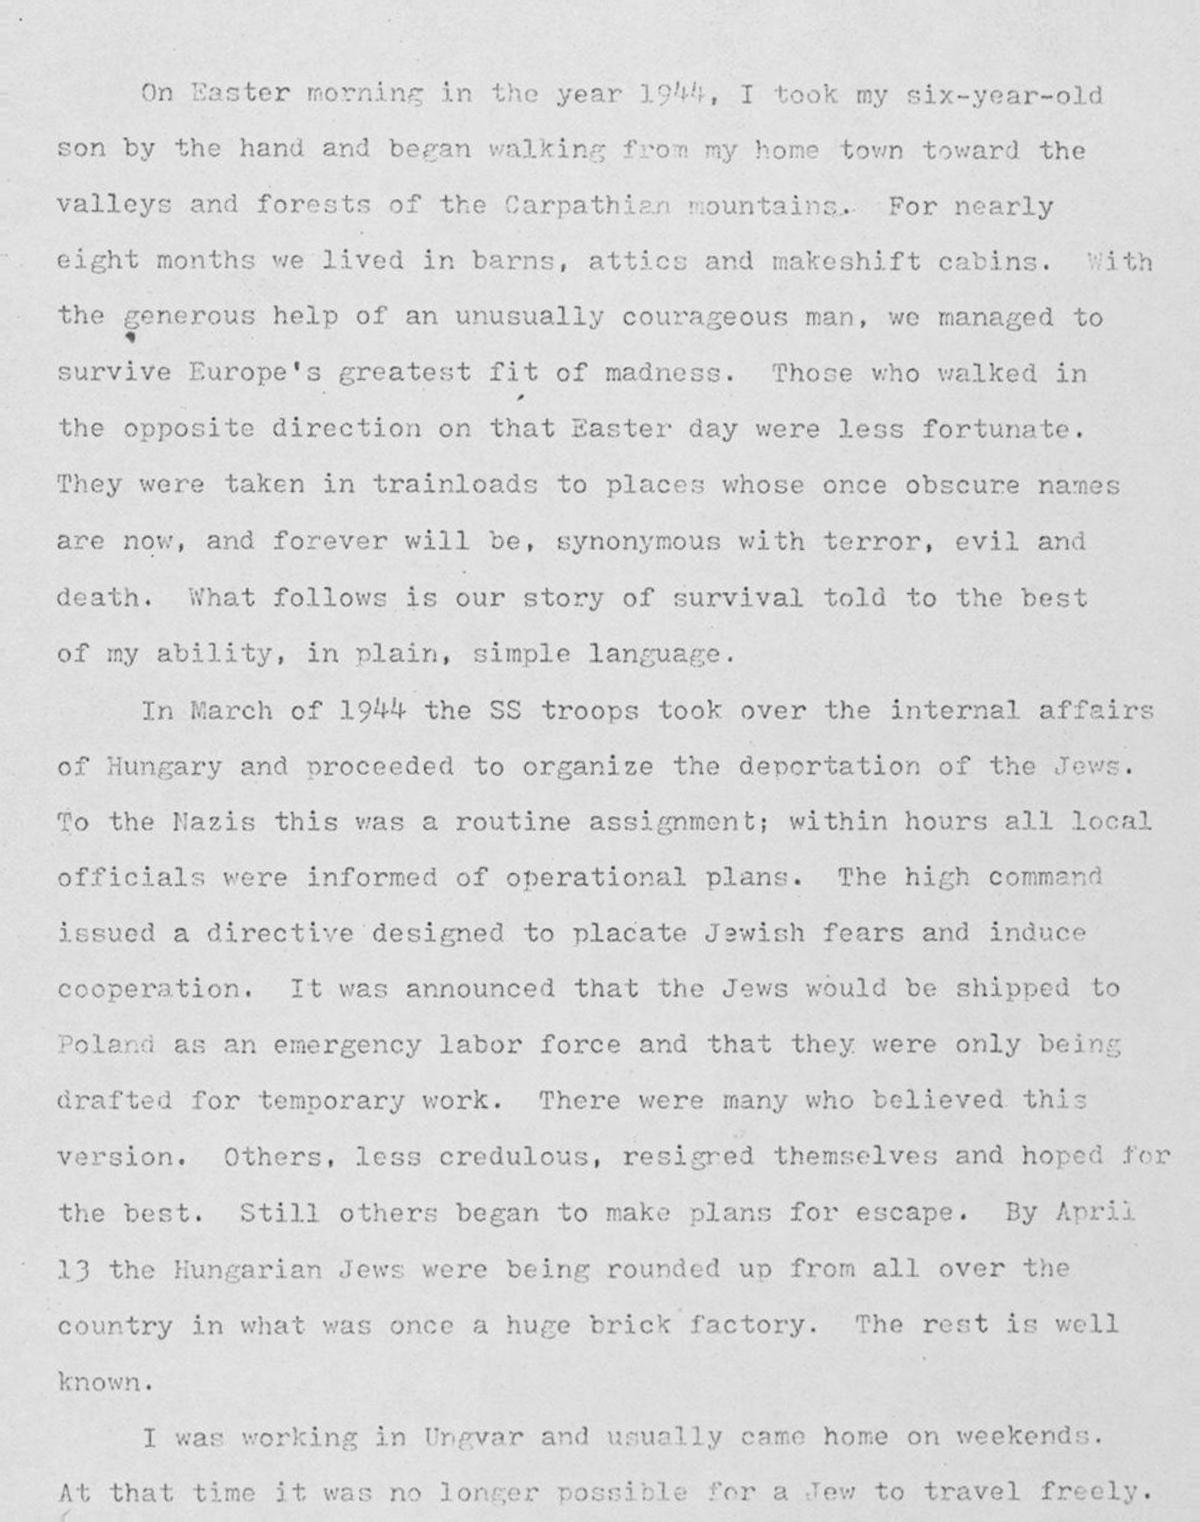 On Easter morning in the year 1944, I took my six-year-old
son by the hand and began walking from my home town toward the
valleys and forests of the Carpathian mountains. For nearly
eight months we lived in barns, attics and makeshift cabins. With
the generous help of an unusually courageous man, we managed to
survive Europe's greatest fit of madness. Those who walked in
the opposite direction on that Easter day were less fortunate.
They were taken in trainloads to places whose once obscure names
are now, and forever will be, synonymous with terror, evil and
death. What follows is our story of survival told to the best
of my ability, in plain, simple language.
In March of 1944 the SS troops took over the internal affairs
of Hungary and proceeded to organize the deportation of the Jews.
To the Nazis this was a routine assignment; within hours all local
officials were informed of operational plans. The high command
issued a directive designed to placate Jewish fears and induce
cooperation. It was announced that the Jews would be shipped to
Poland as an emergency labor force and that they were only being
drafted for temporary work. There were many who believed this
version. Others, less credulous, resigned themselves and hoped for
the best. Still others began to make plans for escape. By April
13 the Hungarian Jews were being rounded up from all over the
country in what was once a huge brick factory. The rest is well
known.
I was working in Ungvar and usually came home on weekends.
At that time it was no longer possible for a Jew to travel freely.